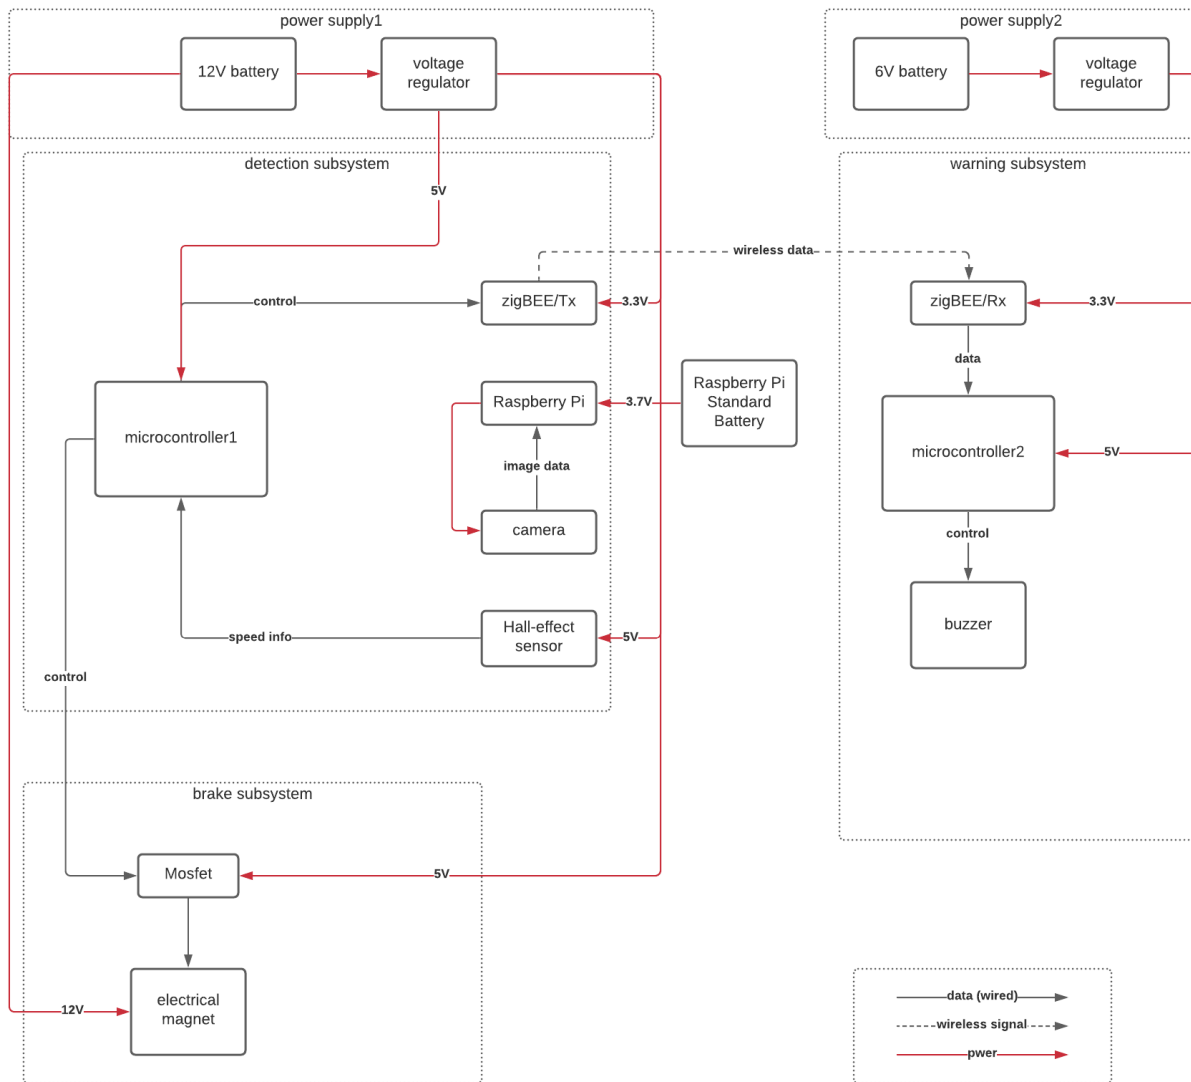 power supply1
12V battery
voltage
regulator
power supply2
6V battery
voltage
regulator
detection subsystem
5V
control
zigBEE/Tx
3.3V
wireless data
microcontroller1
Raspberry Pi
3.7V
Raspberry Pi
Standard
Battery
image data
camera
speed info
Hall-effect
sensor
5V
control
warning subsystem
zigBEE/Rx
3.3V
data
microcontroller2
5V
control
buzzer
brake subsystem
Mosfet
5V
electrical
magnet
12V
data (wired)
wireless signal
pwer